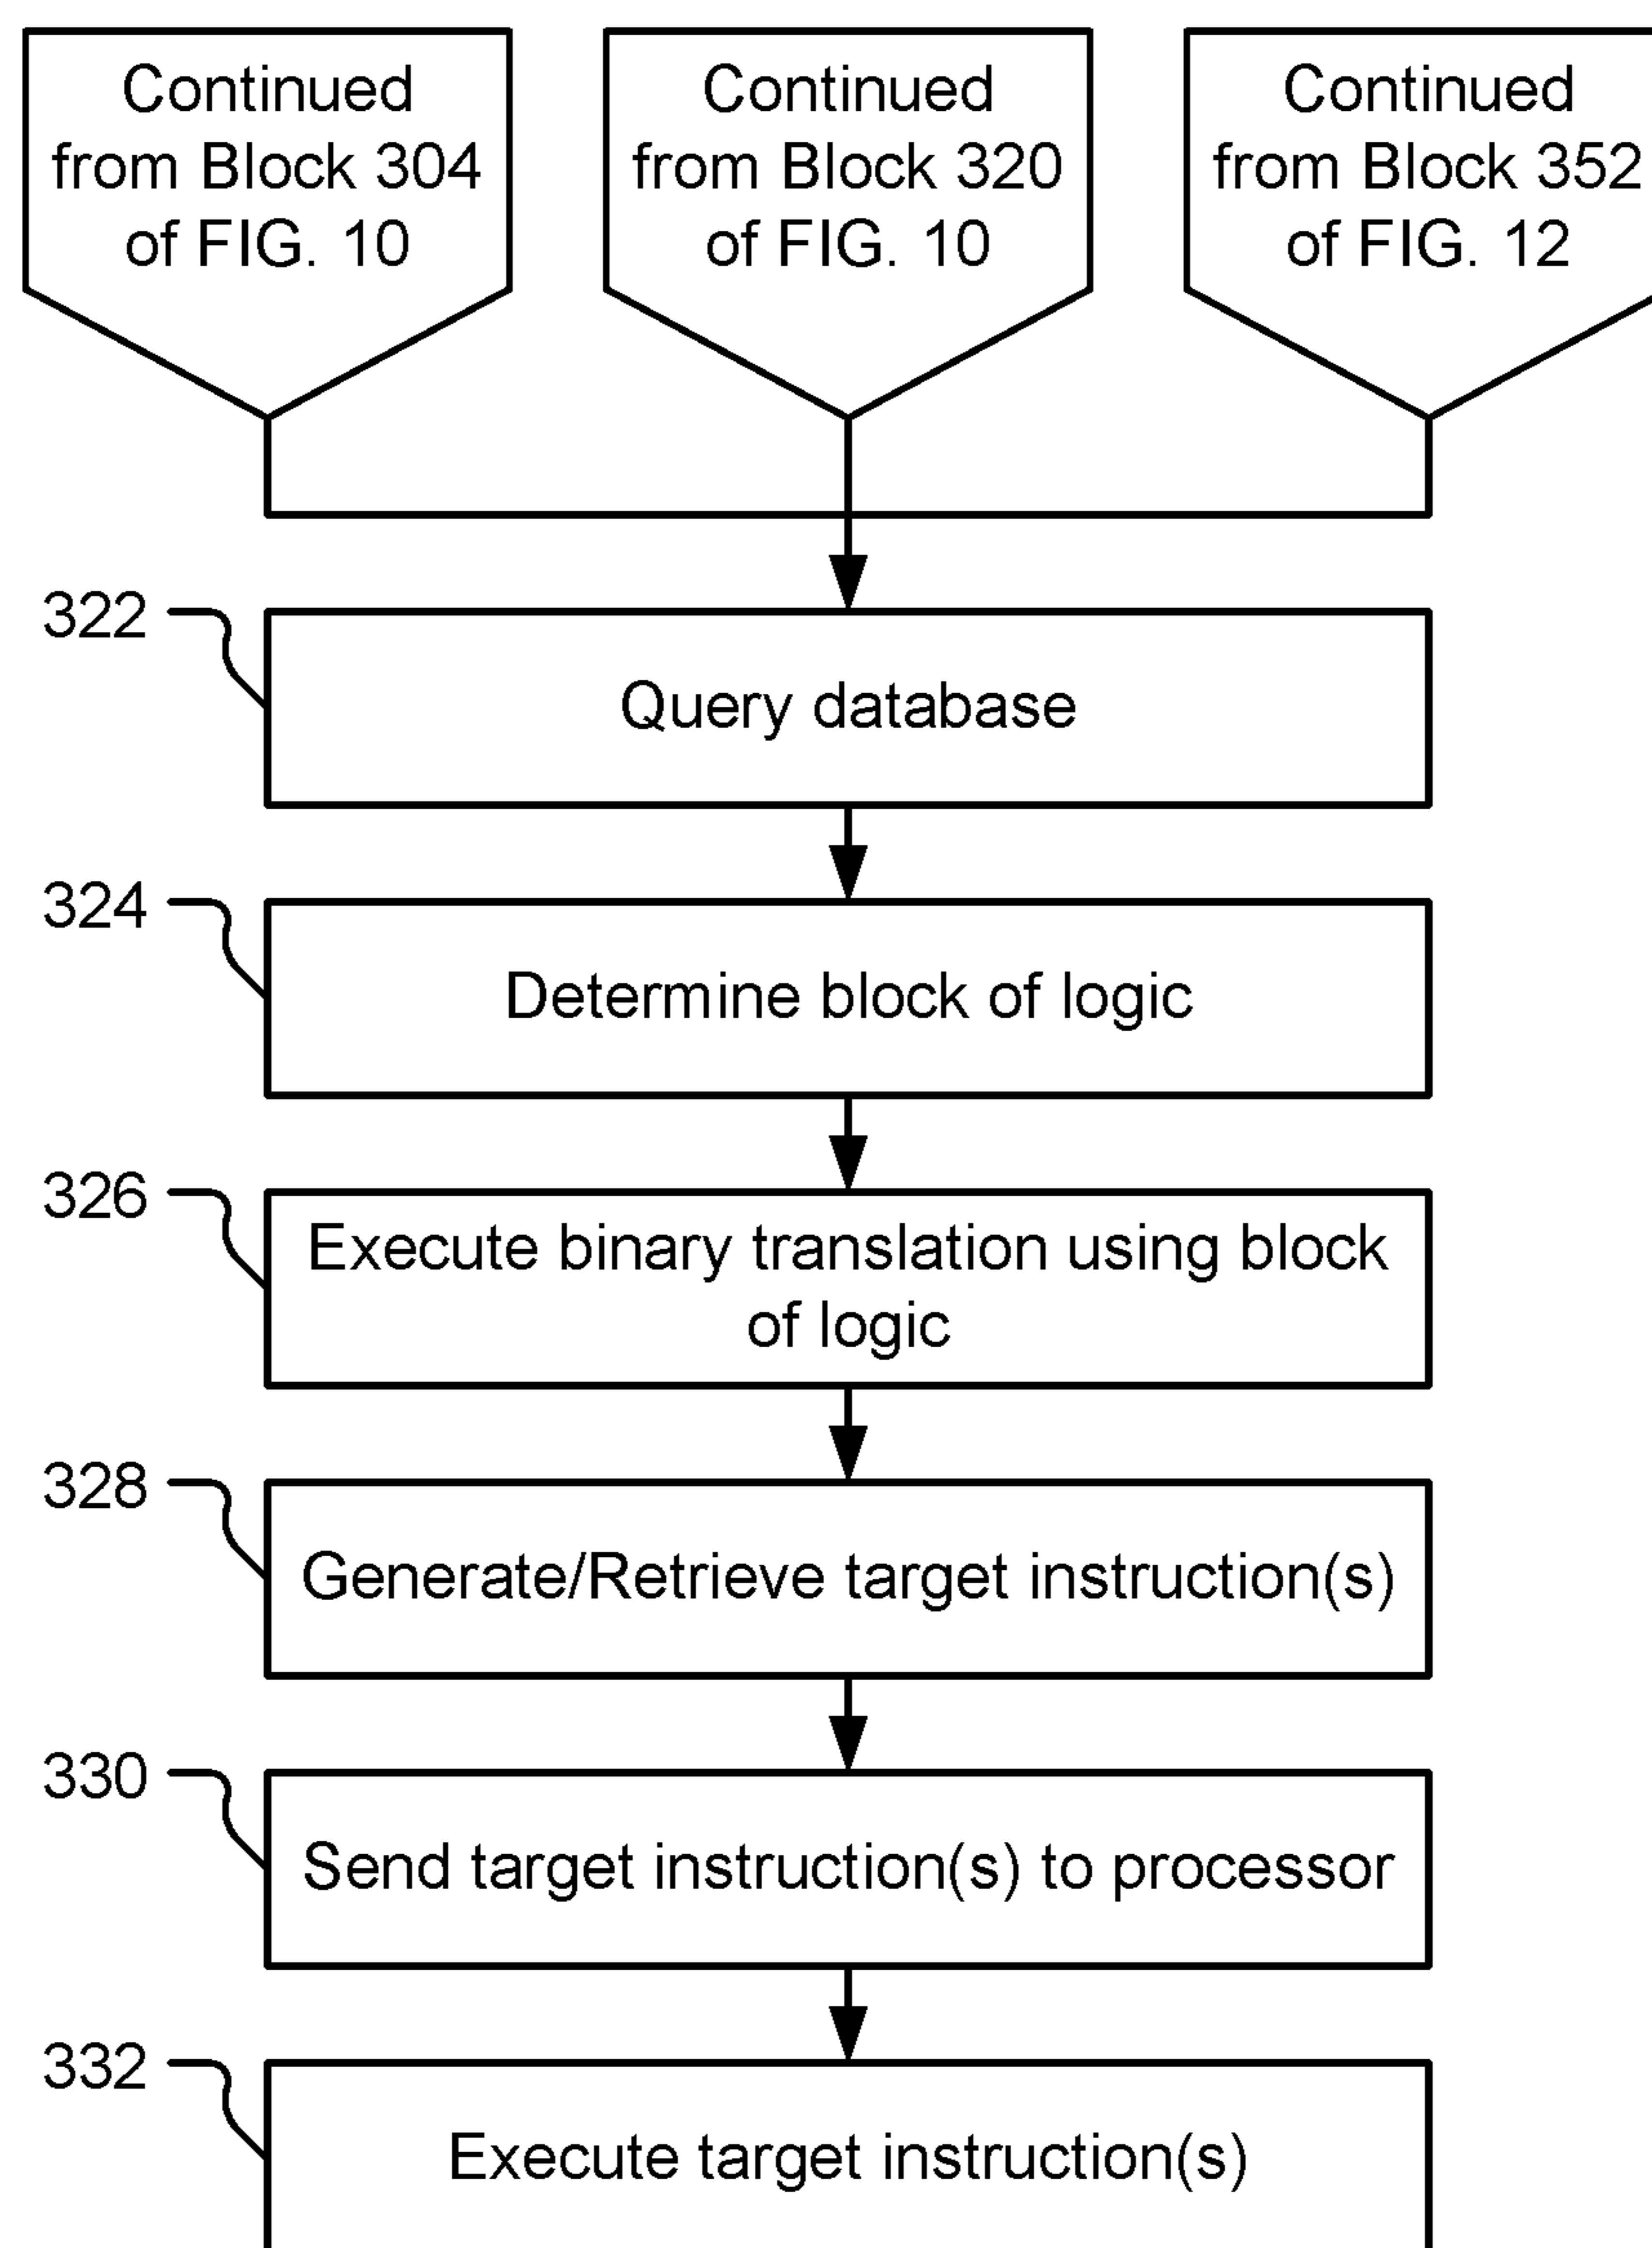 Continued
from Block 304
of FIG. 10
Continued
from Block 320
of FIG. 10
Continued
from Block 352
of FIG. 12
322
Query database
324
Determine block of logic
326
Execute binary translation using block
of logic
328
Generate/Retrieve target instruction(s)
330
Send target instruction(s) to processor
332
Execute target instruction(s)